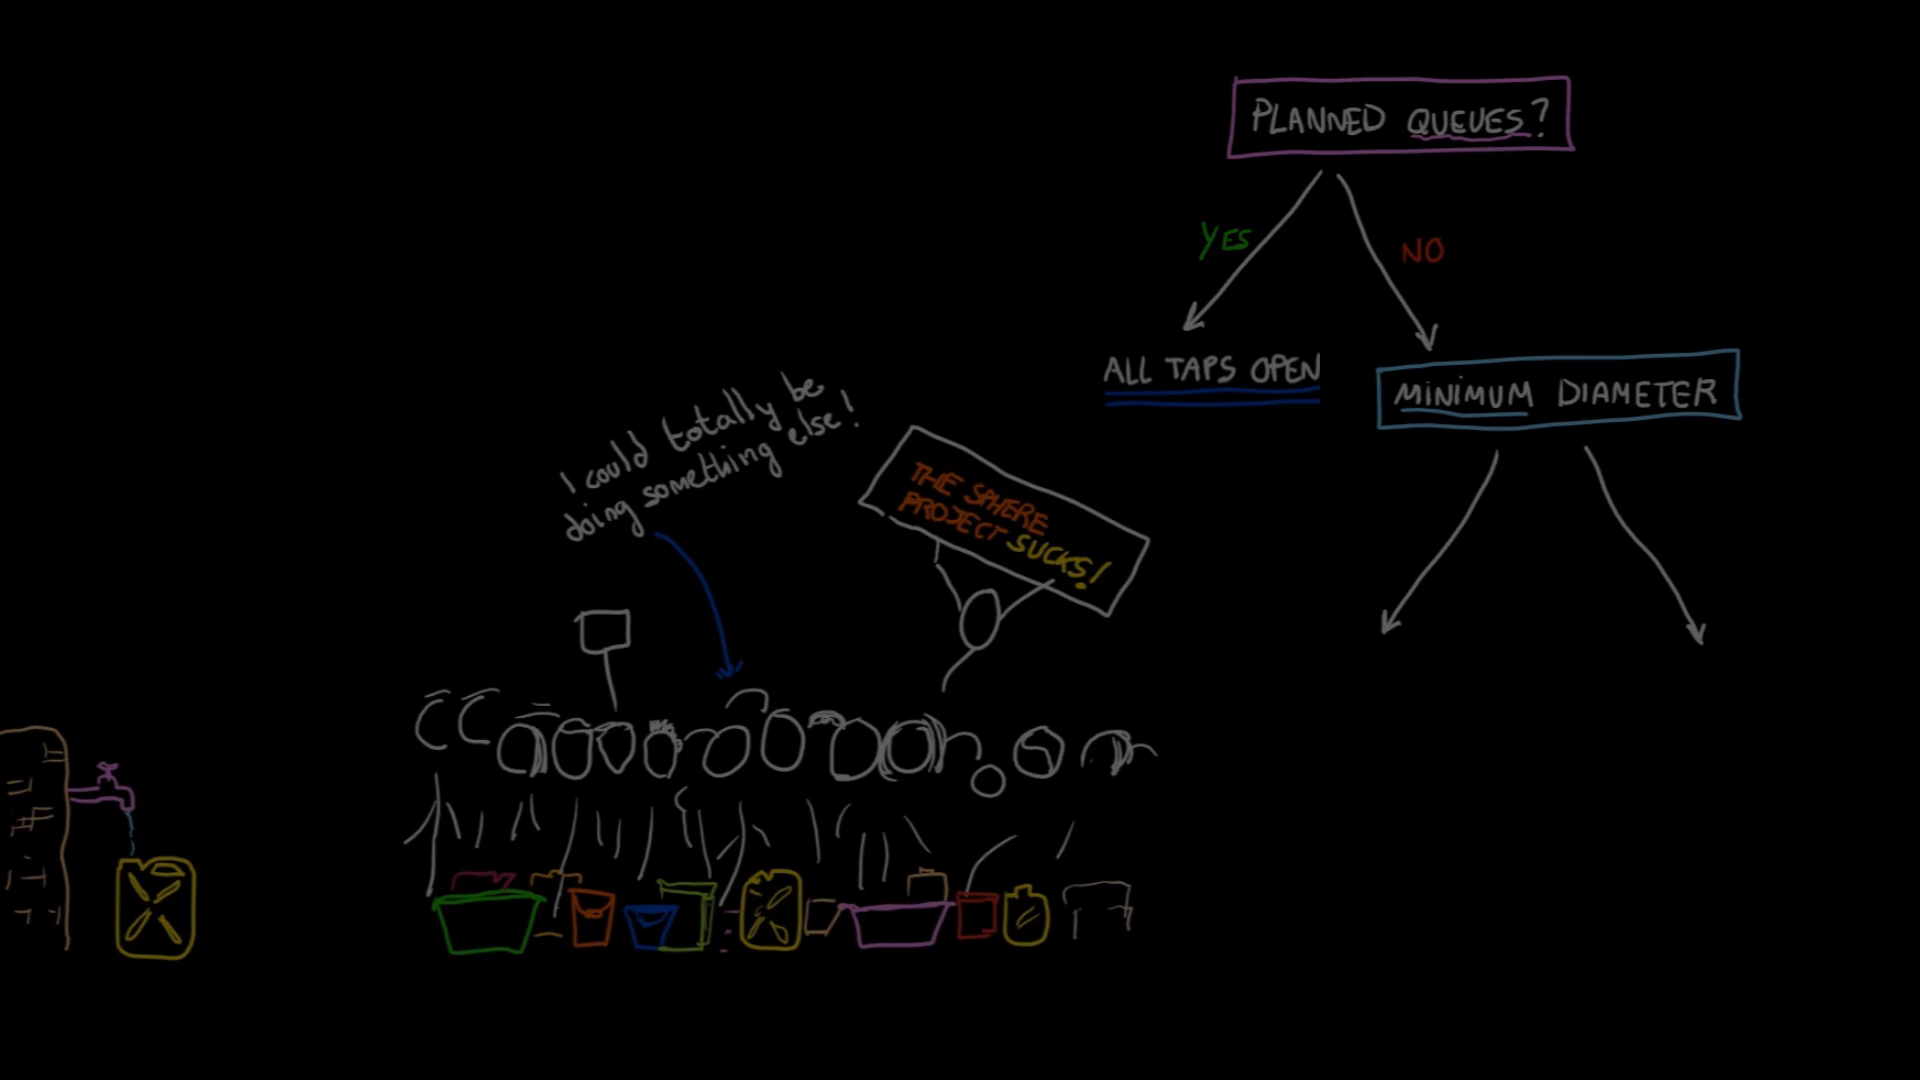 PLANNED QUEUES?
YES
NO
ALL TAPS OPEN
MINIMUM DIAMETER
I could totally be
doing something else!
THE SPHERE
PROJECT SUCKS!